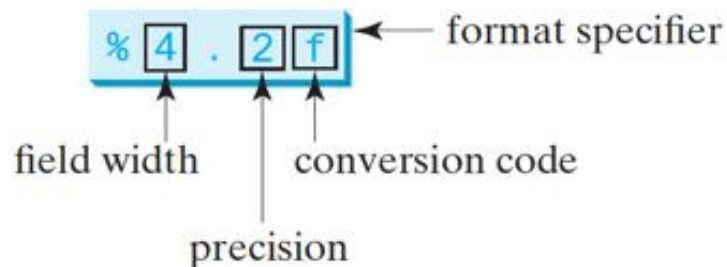 % 4 . 2 f
format specifier
field width
conversion code
precision